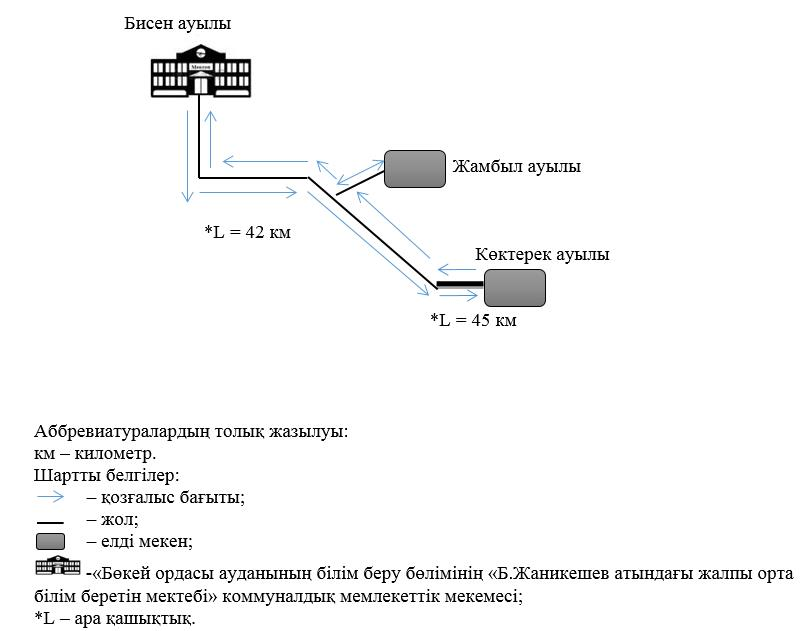 Бисен ауылы
Мектеп
Жамбыл ауылы
*L = 42 км
Көктерек ауылы
*L = 45 км
Аббревиатуралардың толық жазылуы:
км – километр.
Шартты белгілер:
– қозғалыс бағыты;
– жол;
– елді мекен;
-«Бөкей ордасы ауданының білім беру бөлімінің «Б.Жаникешев атындағы жалпы орта
білім беретін мектебі» коммуналдық мемлекеттік мекемесі;
*L – ара қашықтық.